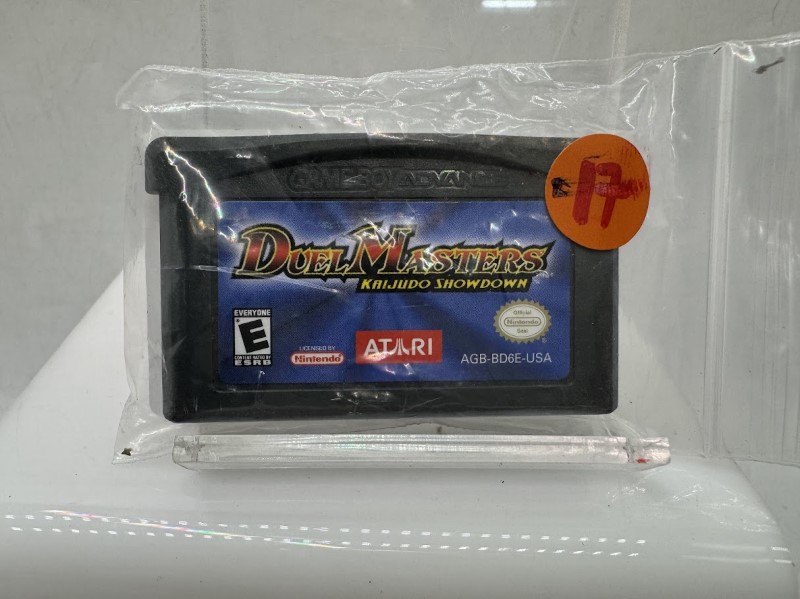 GAME BOY ADVANCE
17
DUEL MASTERS
KAIJUDO SHOWDOWN
EVERYONE
E
CONTENT RATED BY
ESRB
LICENSED BY
Nintendo
ATARI
Official
Nintendo
Seal
AGB-BD6E-USA